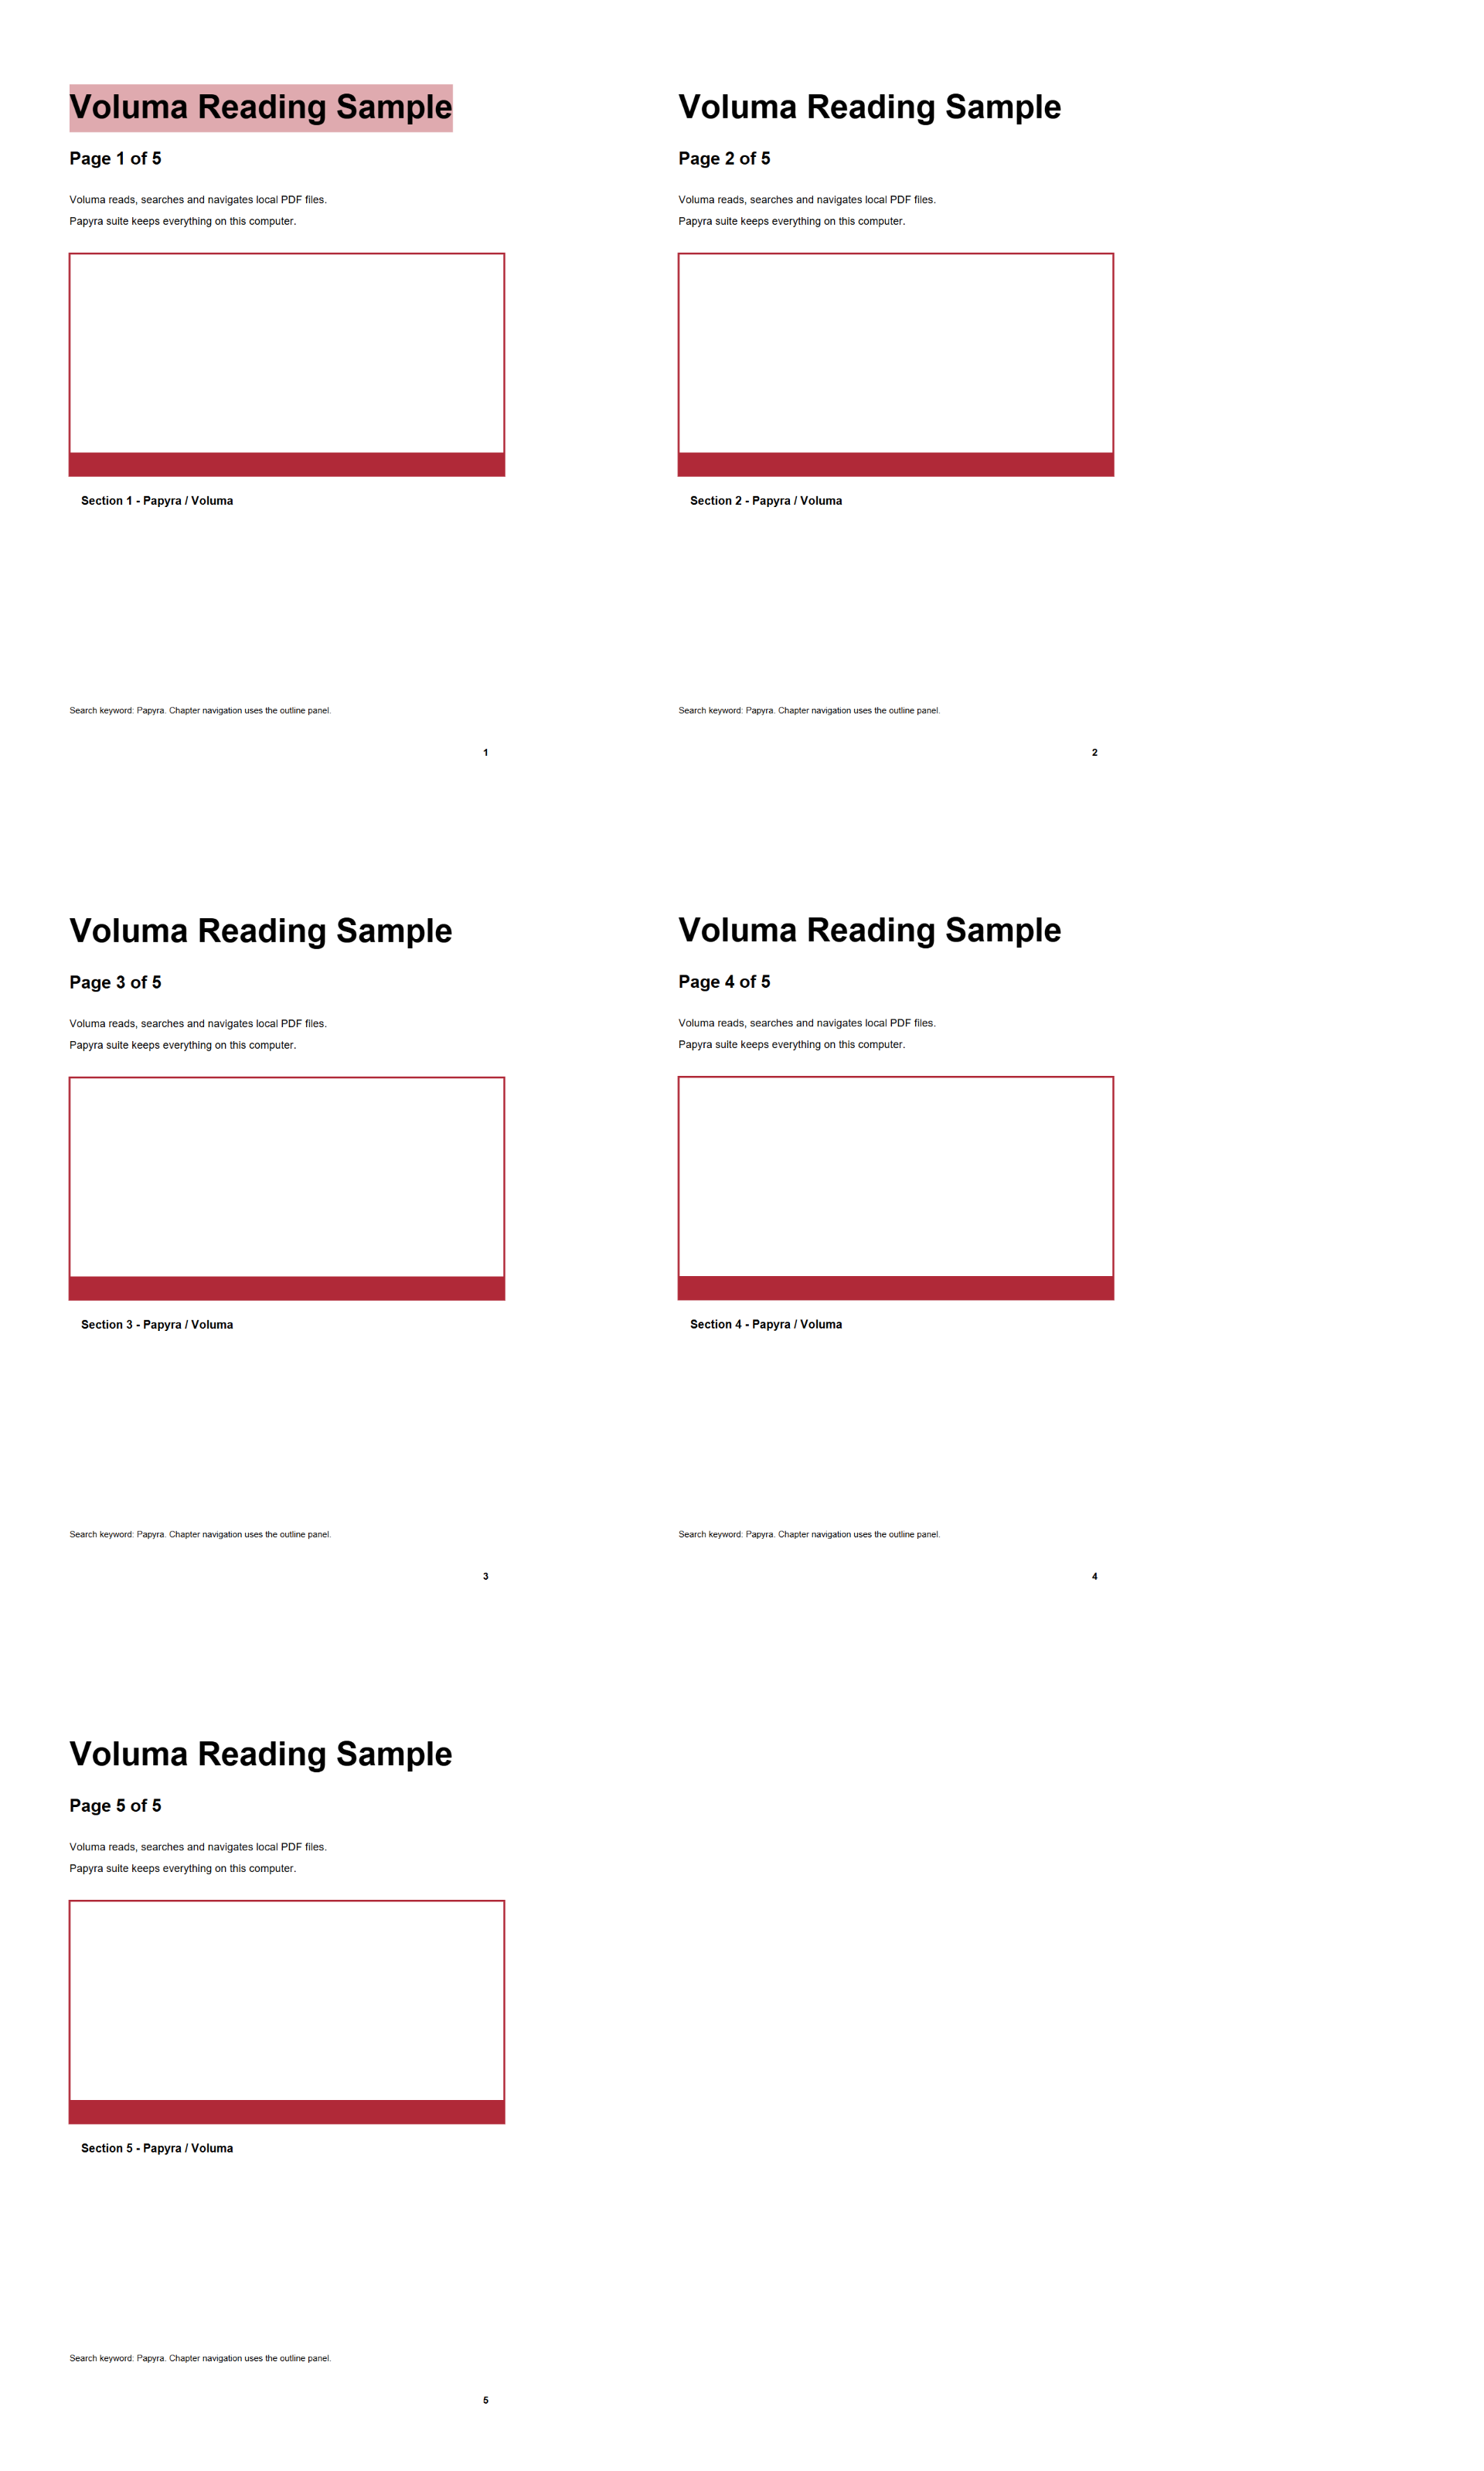 Voluma Reading Sample
Page 1 of 5
Voluma reads, searches and navigates local PDF files.
Papyra suite keeps everything on this computer.
Section 1 - Papyra / Voluma
Search keyword: Papyra. Chapter navigation uses the outline panel.
1
Voluma Reading Sample
Page 2 of 5
Voluma reads, searches and navigates local PDF files.
Papyra suite keeps everything on this computer.
Section 2 - Papyra / Voluma
Search keyword: Papyra. Chapter navigation uses the outline panel.
2
Voluma Reading Sample
Page 3 of 5
Voluma reads, searches and navigates local PDF files.
Papyra suite keeps everything on this computer.
Section 3 - Papyra / Voluma
Search keyword: Papyra. Chapter navigation uses the outline panel.
3
Voluma Reading Sample
Page 4 of 5
Voluma reads, searches and navigates local PDF files.
Papyra suite keeps everything on this computer.
Section 4 - Papyra / Voluma
Search keyword: Papyra. Chapter navigation uses the outline panel.
4
Voluma Reading Sample
Page 5 of 5
Voluma reads, searches and navigates local PDF files.
Papyra suite keeps everything on this computer.
Section 5 - Papyra / Voluma
Search keyword: Papyra. Chapter navigation uses the outline panel.
5